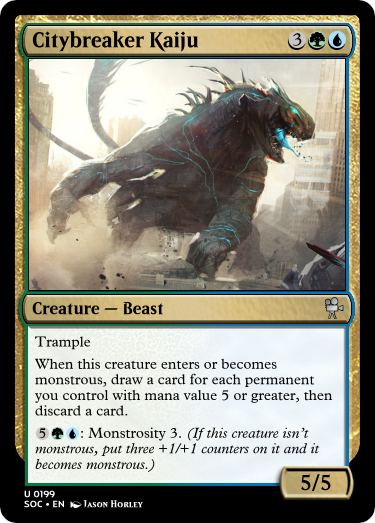 Citybreaker Kaiju 3
Creature — Beast
Trample
When this creature enters or becomes
monstrous, draw a card for each permanent
you control with mana value 5 or greater, then
discard a card.
5: Monstrosity 3. (If this creature isn't
monstrous, put three +1/+1 counters on it and it
becomes monstrous.)
5/5
U 0199
SOC • EN Jason Horley